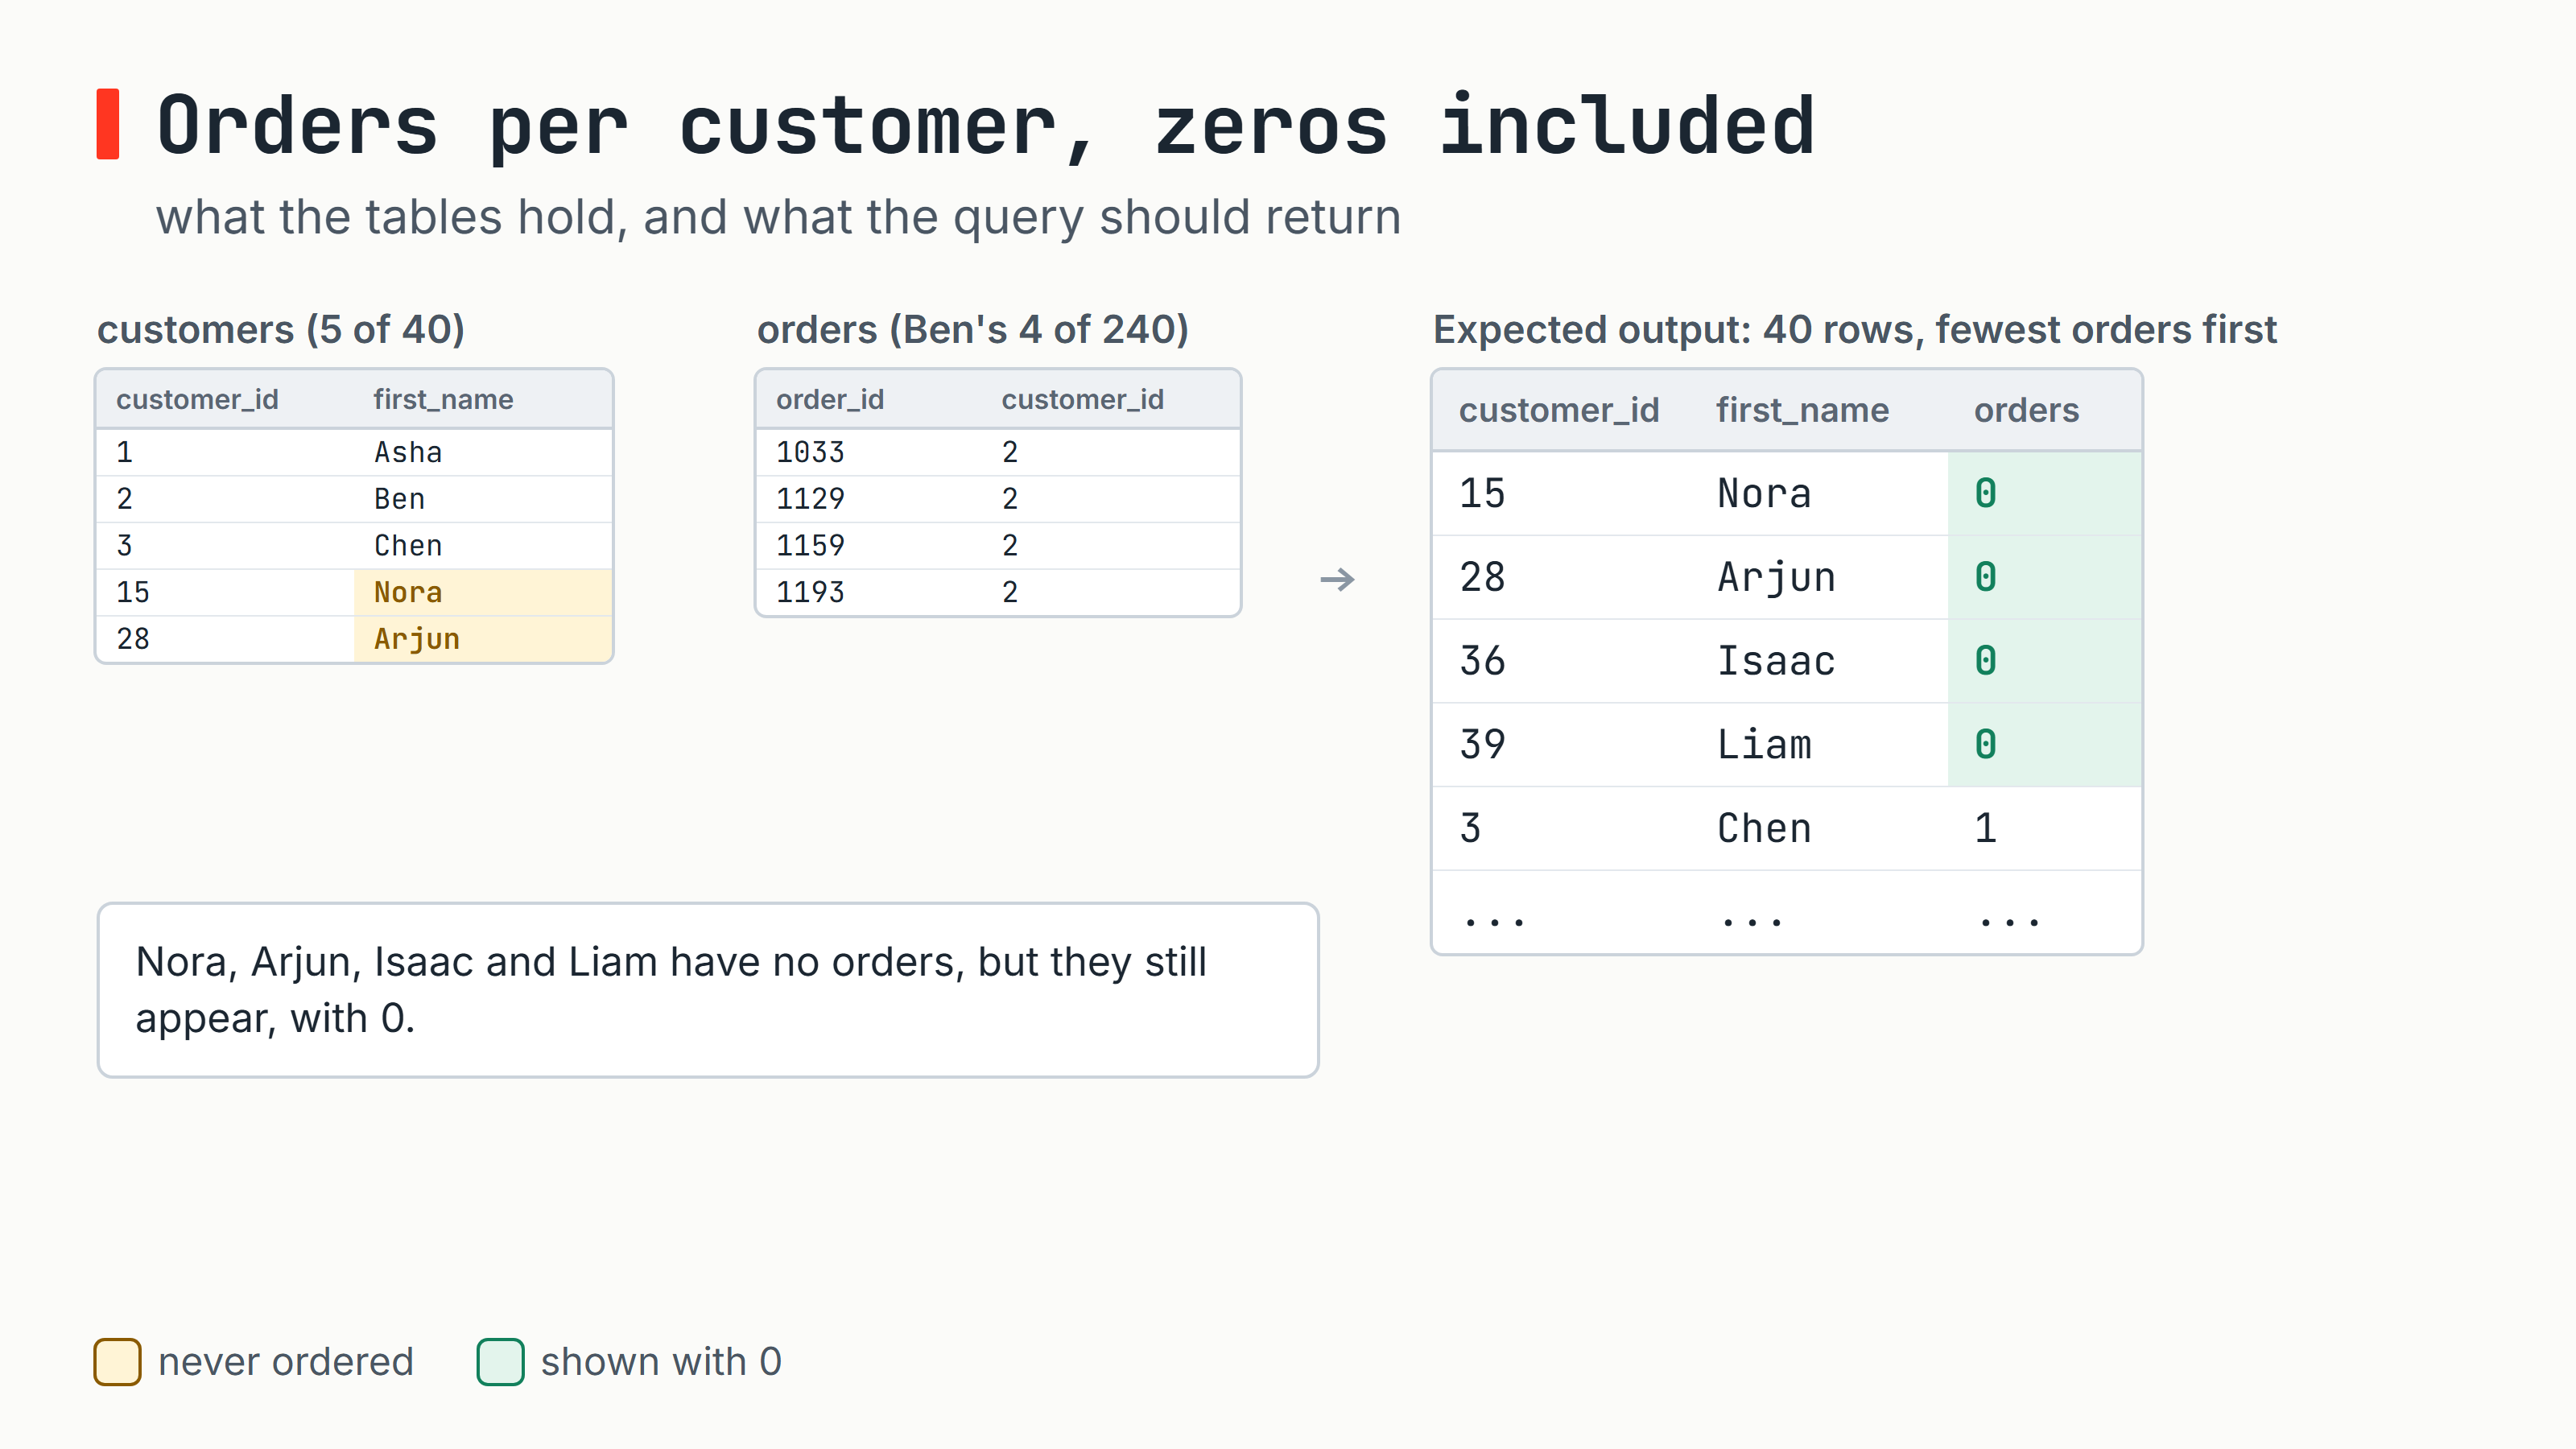 Orders per customer, zeros included
what the tables hold, and what the query should return
customers (5 of 40)
customer_id first_name
1 Asha
2 Ben
3 Chen
15 Nora
28 Arjun
orders (Ben's 4 of 240)
order_id customer_id
1033 2
1129 2
1159 2
1193 2
→
Expected output: 40 rows, fewest orders first
customer_id first_name orders
15 Nora 0
28 Arjun 0
36 Isaac 0
39 Liam 0
3 Chen 1
... ... ...
Nora, Arjun, Isaac and Liam have no orders, but they still
appear, with 0.
never ordered
shown with 0